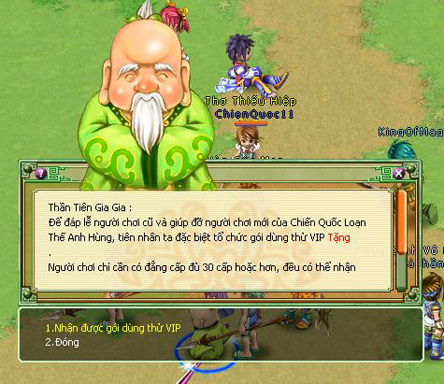 Thơ Thiếu Hiệp
ChienQuoc11
KingOfMag
Thần Tiên Gia Gia :
Để đáp lễ người chơi cũ và giúp đỡ người chơi mới của Chiến Quốc Loạn
Thế Anh Hùng, tiên nhân ta đặc biệt tổ chức gói dùng thử VIP Tặng
.
Người chơi chỉ cần có đẳng cấp đủ 30 cấp hoặc hơn, đều có thể nhận
1.Nhận được gói dùng thử VIP
2.Đóng